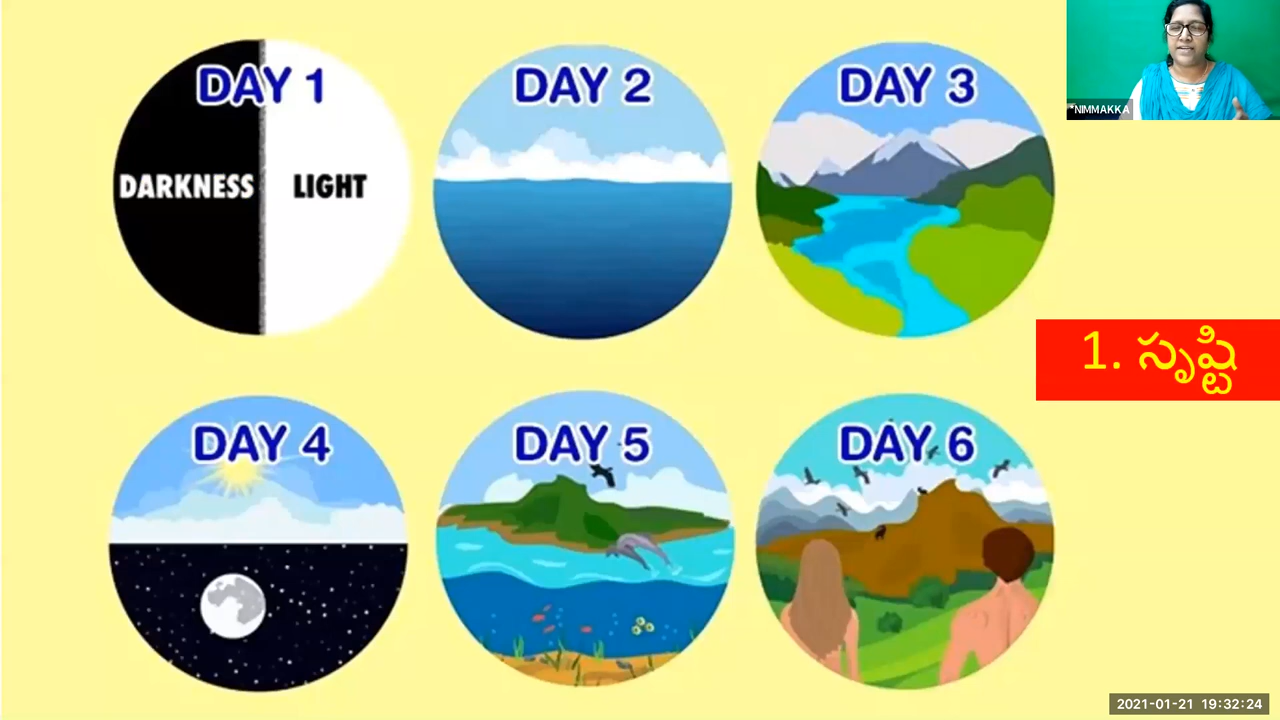 DAY 1
DARKNESS
LIGHT
DAY 2
DAY 3
*NIMMAKKA
1. సృష్టి
DAY 4
DAY 5
DAY 6
2021-01-21 19:32:24